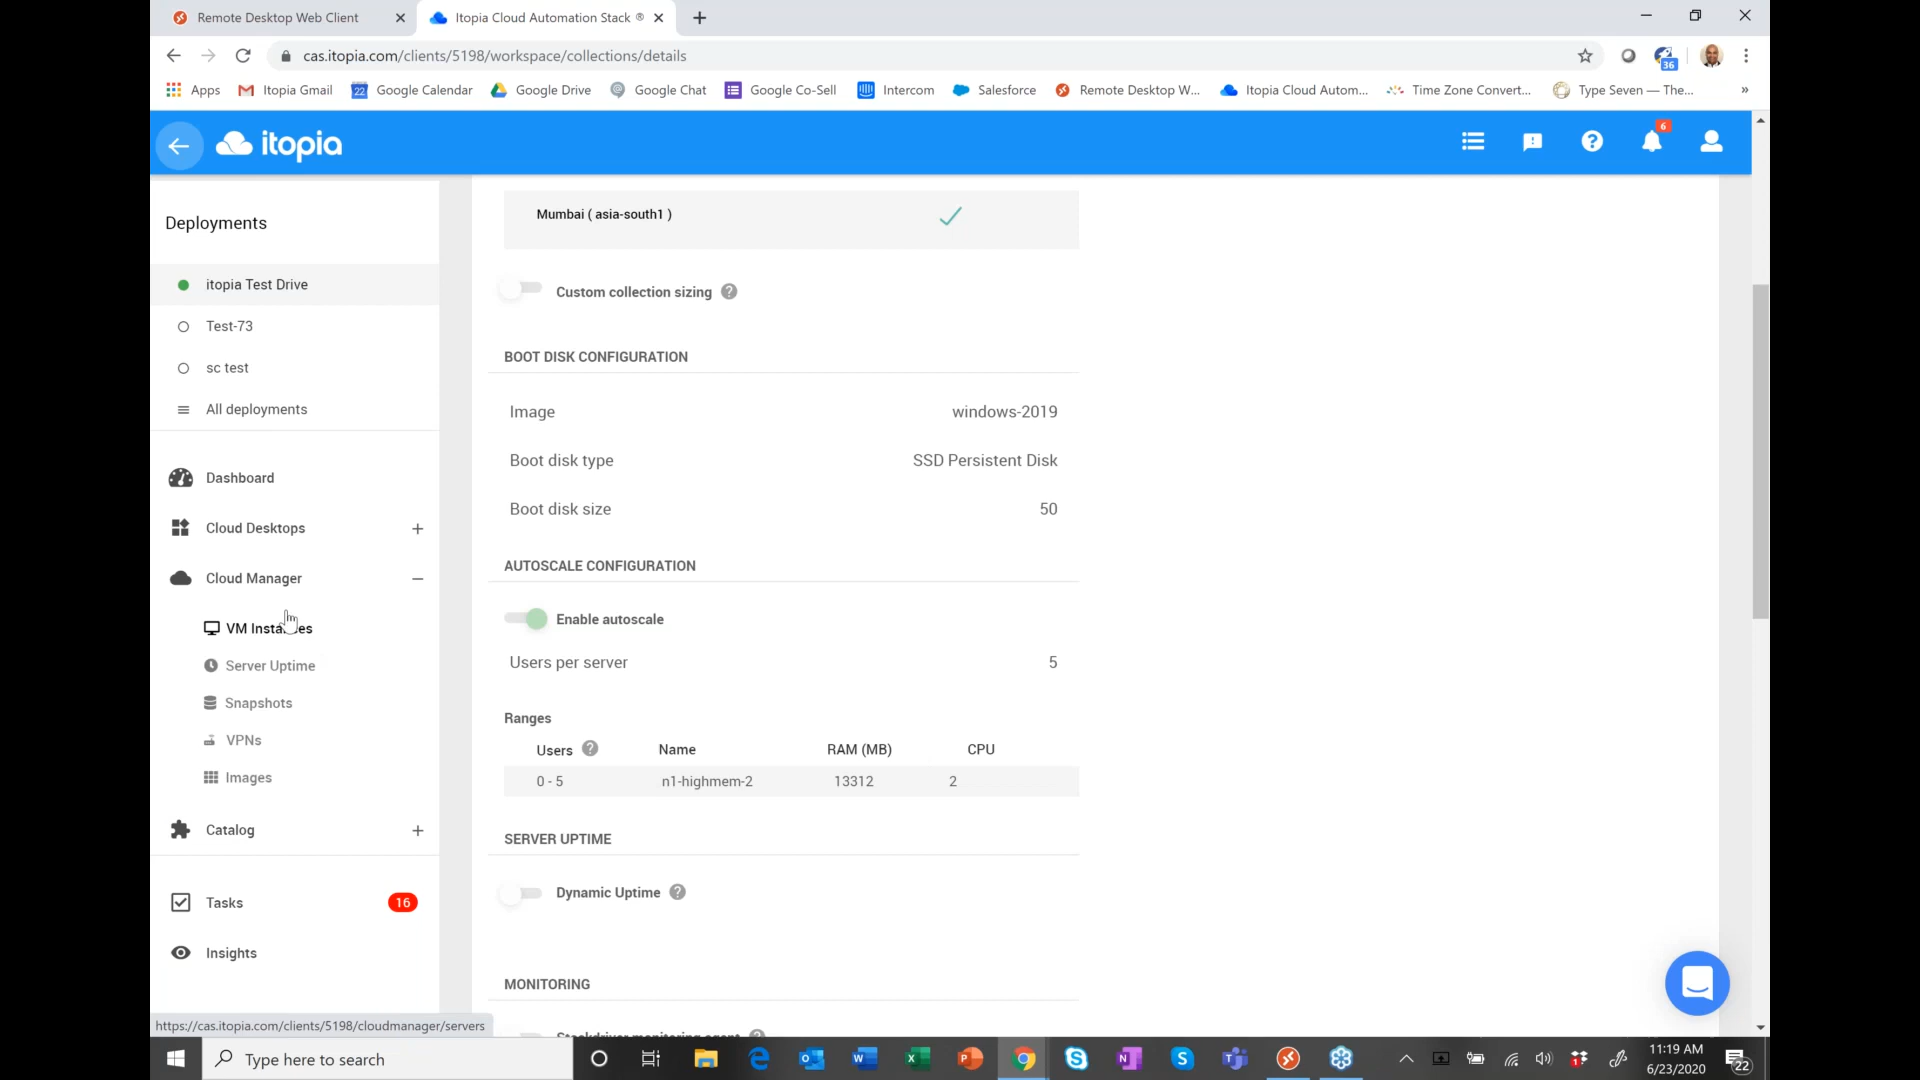 Remote Desktop Web Client
Itopia Cloud Automation Stack ®
cas.itopia.com/clients/5198/workspace/collections/details
36
Apps
Itopia Gmail
22
Google Calendar
Google Drive
Google Chat
Google Co-Sell
Intercom
Salesforce
Remote Desktop W...
Itopia Cloud Autom...
Time Zone Convert...
Type Seven — The...
»
itopia
6
Deployments
itopia Test Drive
Test-73
sc test
All deployments
Dashboard
Cloud Desktops +
Cloud Manager −
VM Instances
Server Uptime
Snapshots
VPNs
Images
Catalog +
Tasks 16
Insights
Mumbai ( asia-south1 )
Custom collection sizing
BOOT DISK CONFIGURATION
Image windows-2019
Boot disk type SSD Persistent Disk
Boot disk size 50
AUTOSCALE CONFIGURATION
Enable autoscale
Users per server 5
Ranges
Users Name RAM (MB) CPU
0 - 5 n1-highmem-2 13312 2
SERVER UPTIME
Dynamic Uptime
MONITORING
Stackdriver monitoring agent
https://cas.itopia.com/clients/5198/cloudmanager/servers
Type here to search
11:19 AM
6/23/2020
22